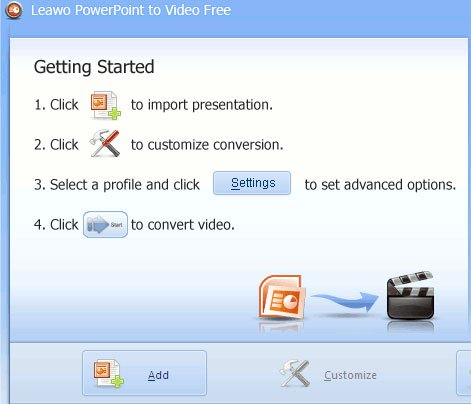 Leawo PowerPoint to Video Free
Getting Started
1. Click to import presentation.
2. Click to customize conversion.
3. Select a profile and click Settings to set advanced options.
4. Click Start to convert video.
Add Customize